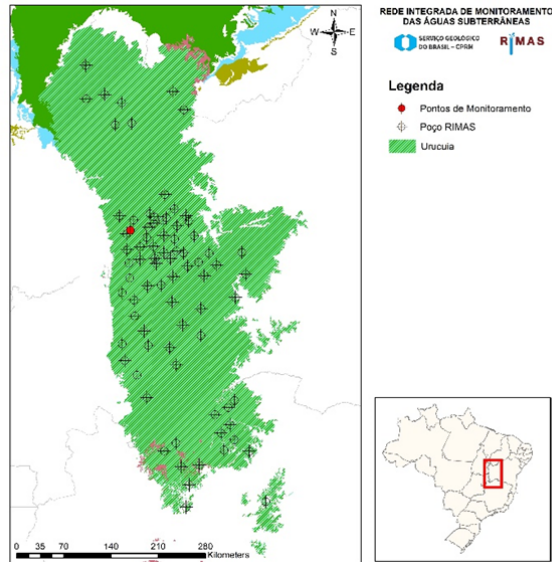 REDE INTEGRADA DE MONITORAMENTO
DAS ÁGUAS SUBTERRÂNEAS
SERVIÇO GEOLÓGICO
DO BRASIL – CPRM
RIMAS
N
W E
S
Legenda
Pontos de Monitoramento
Poço RIMAS
Urucuia
0 35 70 140 210 280
Kilometers